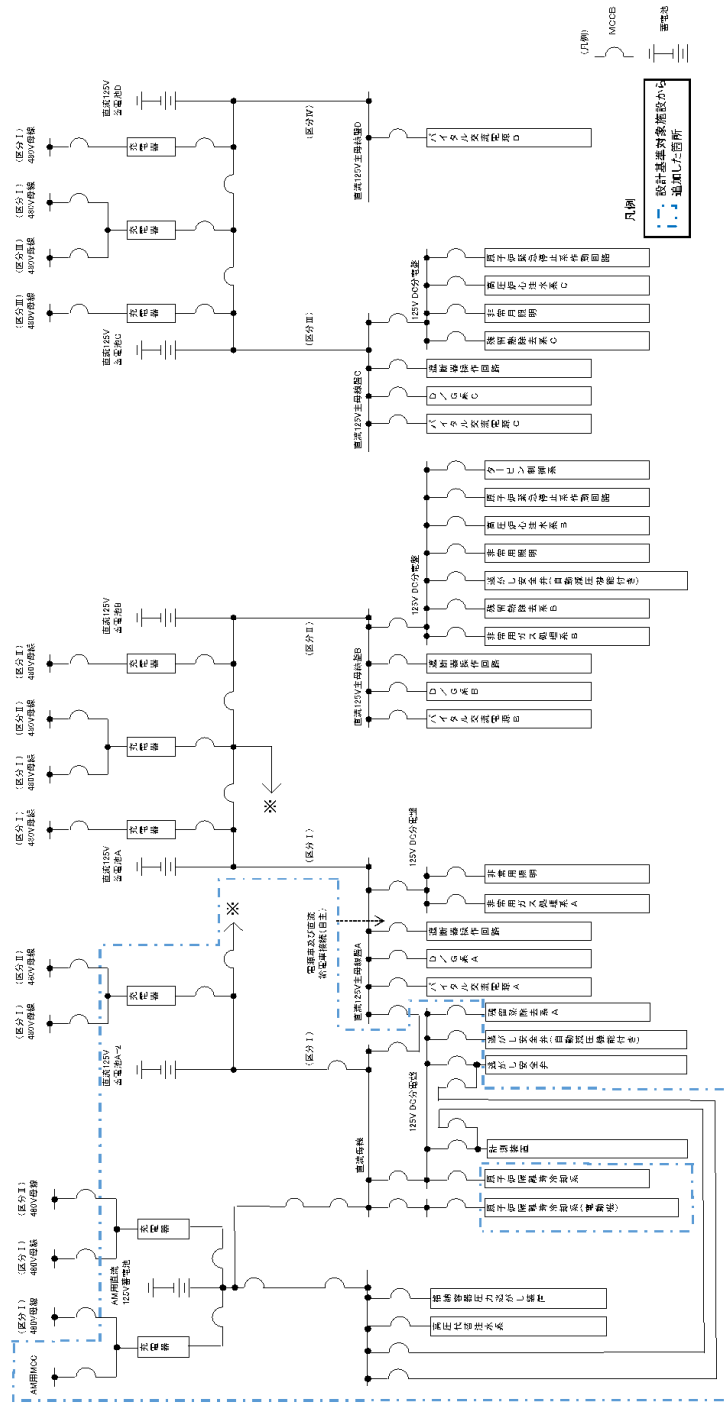 (凡例)
MCCB
蓄電池
凡例
設計基準対象施設から
追加した箇所
直流125V
蓄電池D
(区分Ⅰ)
480V母線
(区分Ⅰ)
480V母線
(区分Ⅲ)
480V母線
(区分Ⅲ)
480V母線
充電器
充電器
充電器
直流125V
蓄電池C
(区分Ⅳ)
直流125V主母線盤D
バイタル交流電源D
(区分Ⅲ)
125V DC分電盤
原子炉緊急停止系作動回路
高圧炉心注水系C
非常用照明
残留熱除去系C
直流125V主母線盤C
遮断器操作回路
D/G系C
バイタル交流電源C
直流125V
蓄電池B
(区分Ⅱ)
480V母線
(区分Ⅱ)
480V母線
(区分Ⅰ)
480V母線
(区分Ⅰ)
480V母線
充電器
充電器
充電器
※
直流125V
蓄電池A
(区分Ⅱ)
125V DC分電盤
タービン制御系
原子炉緊急停止系作動回路
高圧炉心注水系B
非常用照明
逃がし安全弁(自動減圧機能付き)
残留熱除去系B
非常用ガス処理系B
直流125V主母線盤B
遮断器操作回路
D/G系B
バイタル交流電源B
(区分Ⅰ)
125V DC分電盤
非常用照明
非常用ガス処理系A
電源車及び直流
給電車接続(自主)
直流125V主母線盤A
遮断器操作回路
D/G系A
バイタル交流電源A
※
(区分Ⅱ)
480V母線
(区分Ⅰ)
480V母線
充電器
直流125V
蓄電池A-2
(区分Ⅰ)
125V DC分電盤
残留熱除去系A
逃がし安全弁(自動減圧機能付き)
逃がし安全弁
計測装置
直流母線
原子炉隔離時冷却系
原子炉隔離時冷却系(電動弁)
(区分Ⅱ)
480V母線
(区分Ⅰ)
480V母線
(区分Ⅰ)
480V母線
AM用MCC
充電器
充電器
AM用直流
125V蓄電池
格納容器圧力逃がし装置
高圧代替注水系